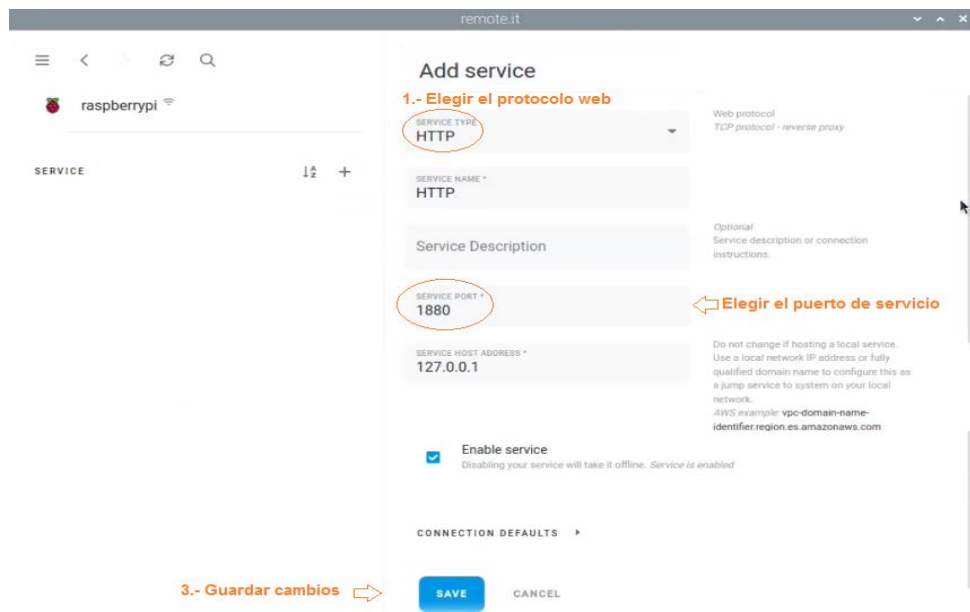 remote.it
raspberrypi
SERVICE
Add service
1.- Elegir el protocolo web
SERVICE TYPE
HTTP
Web protocol
TCP protocol - reverse proxy
SERVICE NAME *
HTTP
Service Description
Optional
Service description or connection
instructions.
SERVICE PORT *
1880
Elegir el puerto de servicio
SERVICE HOST ADDRESS *
127.0.0.1
Do not change if hosting a local service.
Use a local network IP address or fully
qualified domain name to configure this as
a jump service to system on your local
network.
AWS example: vpc-domain-name-
identifier.region.es.amazonaws.com
Enable service
Disabling your service will take it offline. Service is enabled
CONNECTION DEFAULTS
3.- Guardar cambios
SAVE
CANCEL